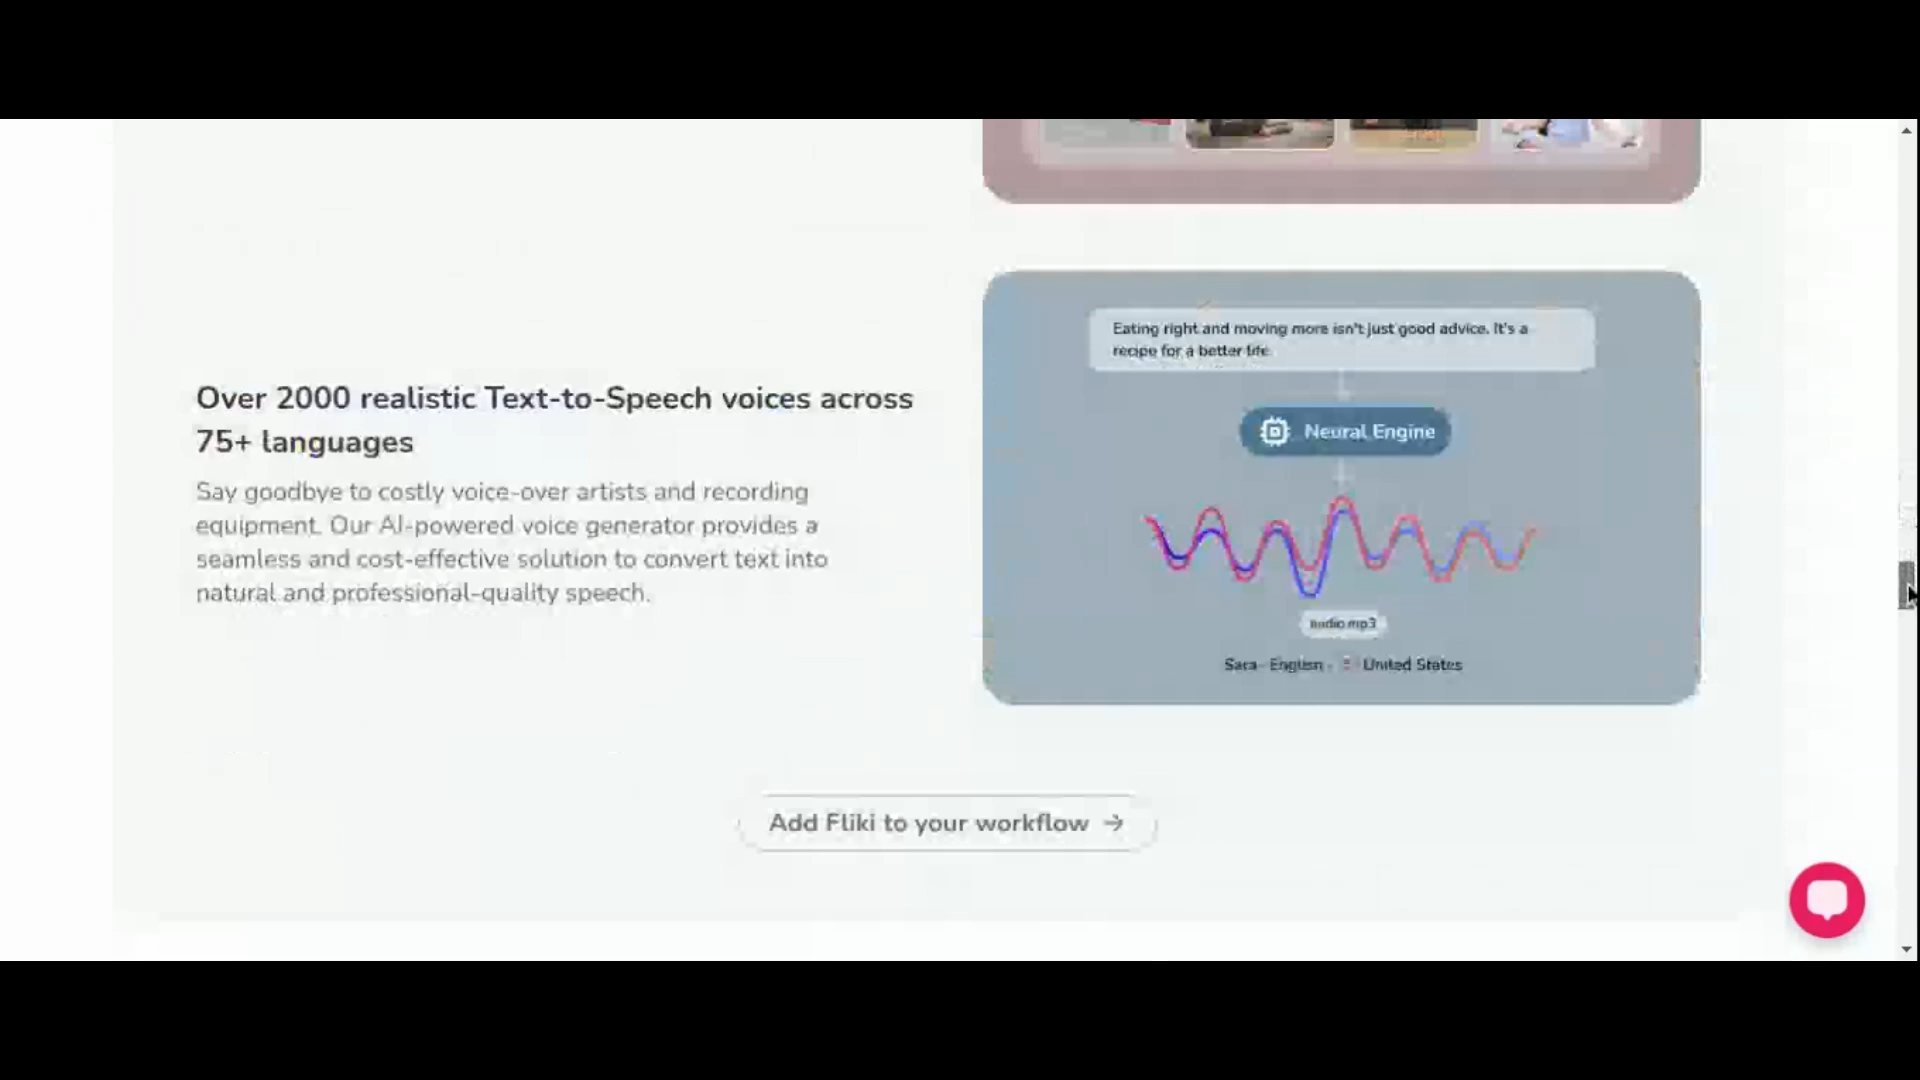 Over 2000 realistic Text-to-Speech voices across
75+ languages
Say goodbye to costly voice-over artists and recording
equipment. Our AI-powered voice generator provides a
seamless and cost-effective solution to convert text into
natural and professional-quality speech.
Eating right and moving more isn't just good advice. It's a
recipe for a better life.
Neural Engine
audio.mp3
Sara - English - United States
Add Fliki to your workflow →